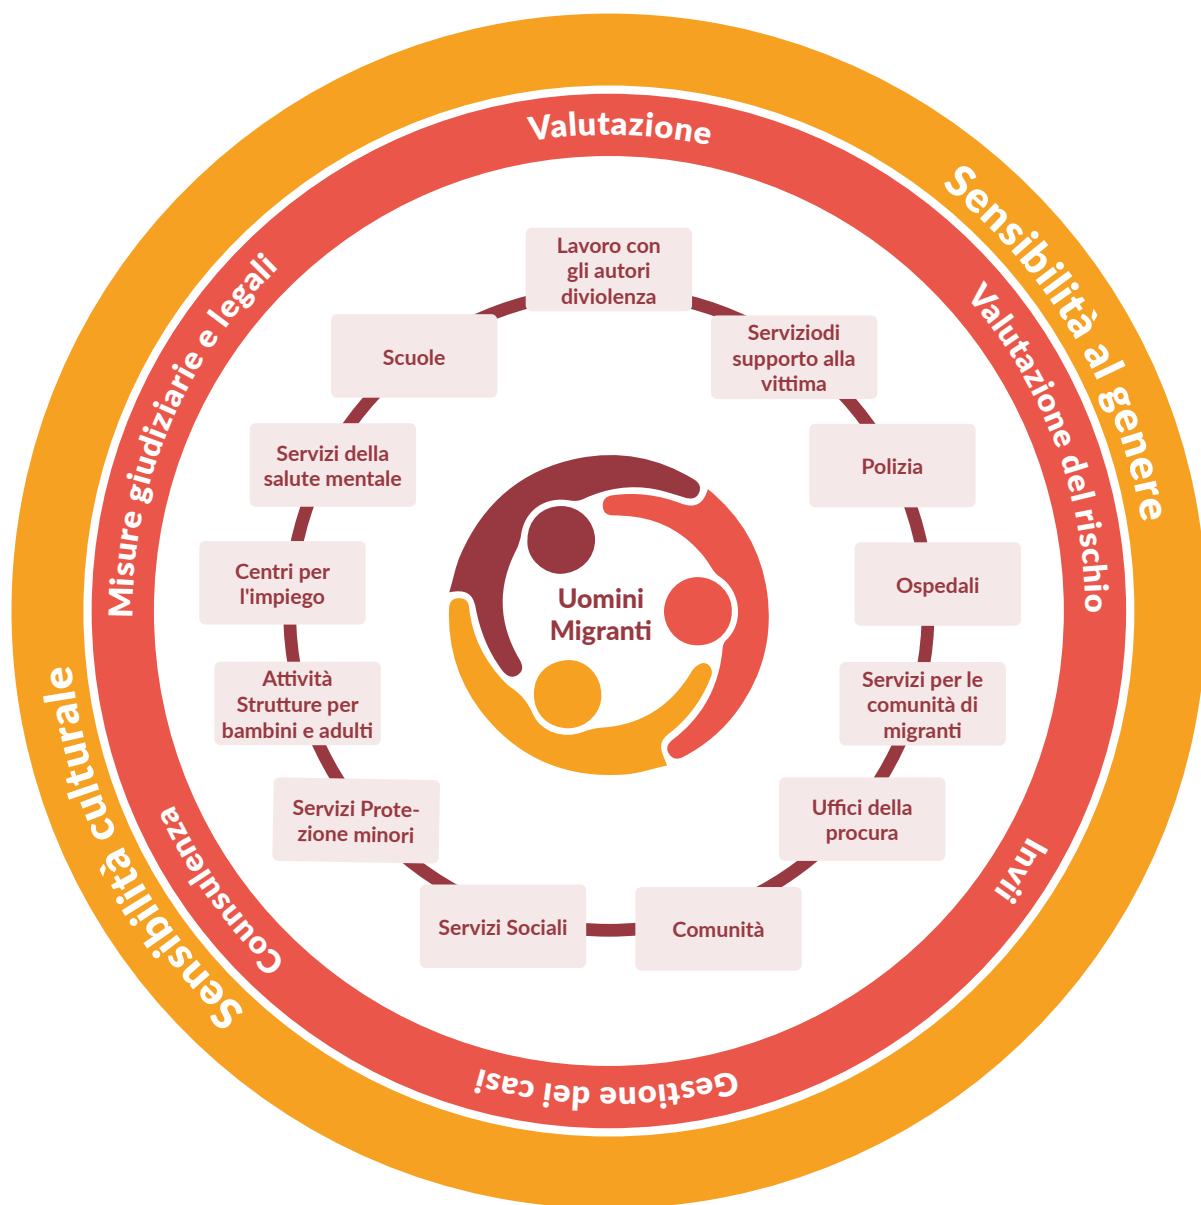 Sensibilità al genere
Sensibilità culturale
Valutazione
Valutazione del rischio
Invii
Gestione dei casi
Counsulenza
Misure giudiziarie e legali
Lavoro con
gli autori
diviolenza
Serviziodi
supporto alla
vittima
Polizia
Ospedali
Servizi per le
comunità di
migranti
Uffici della
procura
Comunità
Servizi Sociali
Servizi Prote-
zione minori
Attività
Strutture per
bambini e adulti
Centri per
l'impiego
Servizi della
salute mentale
Scuole
Uomini
Migranti